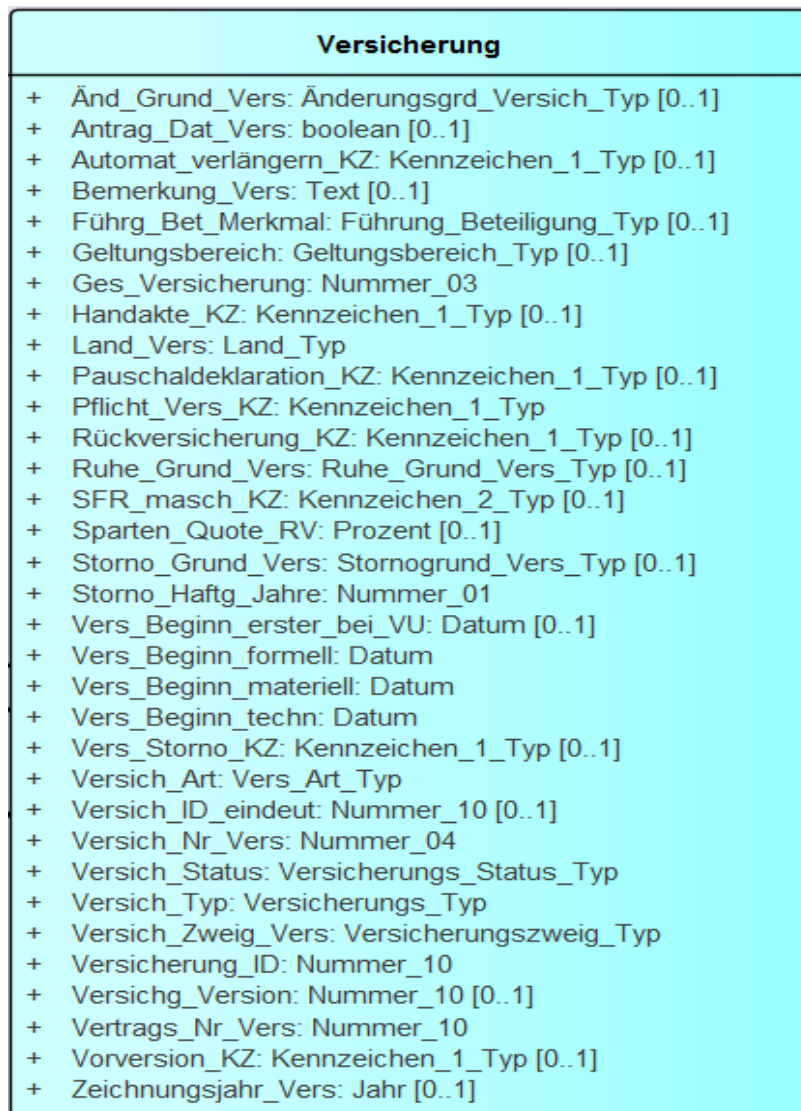 Versicherung
+ Änd_Grund_Vers: Änderungsgrd_Versich_Typ [0..1]
+ Antrag_Dat_Vers: boolean [0..1]
+ Automat_verlängern_KZ: Kennzeichen_1_Typ [0..1]
+ Bemerkung_Vers: Text [0..1]
+ Führg_Bet_Merkmal: Führung_Beteiligung_Typ [0..1]
+ Geltungsbereich: Geltungsbereich_Typ [0..1]
+ Ges_Versicherung: Nummer_03
+ Handakte_KZ: Kennzeichen_1_Typ [0..1]
+ Land_Vers: Land_Typ
+ Pauschaldeklaration_KZ: Kennzeichen_1_Typ [0..1]
+ Pflicht_Vers_KZ: Kennzeichen_1_Typ
+ Rückversicherung_KZ: Kennzeichen_1_Typ [0..1]
+ Ruhe_Grund_Vers: Ruhe_Grund_Vers_Typ [0..1]
+ SFR_masch_KZ: Kennzeichen_2_Typ [0..1]
+ Sparten_Quote_RV: Prozent [0..1]
+ Storno_Grund_Vers: Stornogrund_Vers_Typ [0..1]
+ Storno_Haftg_Jahre: Nummer_01
+ Vers_Beginn_erster_bei_VU: Datum [0..1]
+ Vers_Beginn_formell: Datum
+ Vers_Beginn_materiell: Datum
+ Vers_Beginn_techn: Datum
+ Vers_Storno_KZ: Kennzeichen_1_Typ [0..1]
+ Versich_Art: Vers_Art_Typ
+ Versich_ID_eindeut: Nummer_10 [0..1]
+ Versich_Nr_Vers: Nummer_04
+ Versich_Status: Versicherungs_Status_Typ
+ Versich_Typ: Versicherungs_Typ
+ Versich_Zweig_Vers: Versicherungszweig_Typ
+ Versicherung_ID: Nummer_10
+ Versichg_Version: Nummer_10 [0..1]
+ Vertrags_Nr_Vers: Nummer_10
+ Vorversion_KZ: Kennzeichen_1_Typ [0..1]
+ Zeichnungsjahr_Vers: Jahr [0..1]